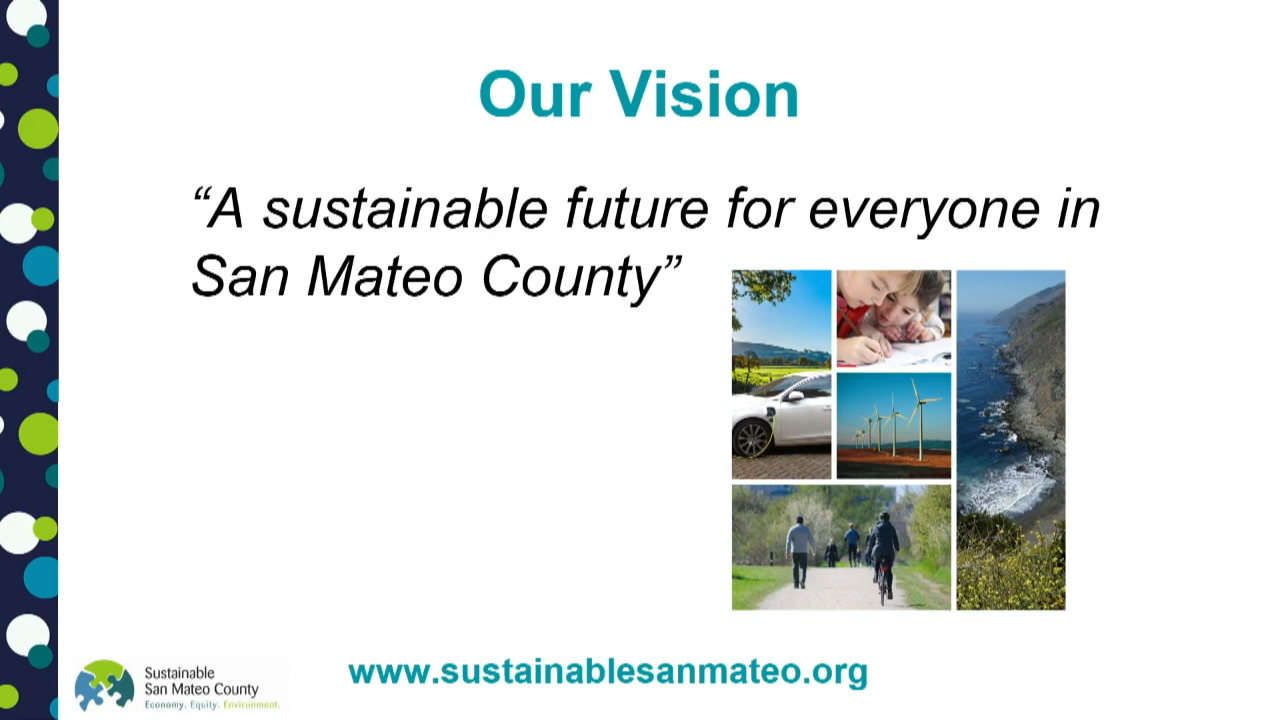 Our Vision
“A sustainable future for everyone in
San Mateo County”
www.sustainablesanmateo.org
Sustainable
San Mateo County
Economy. Equity. Environment.